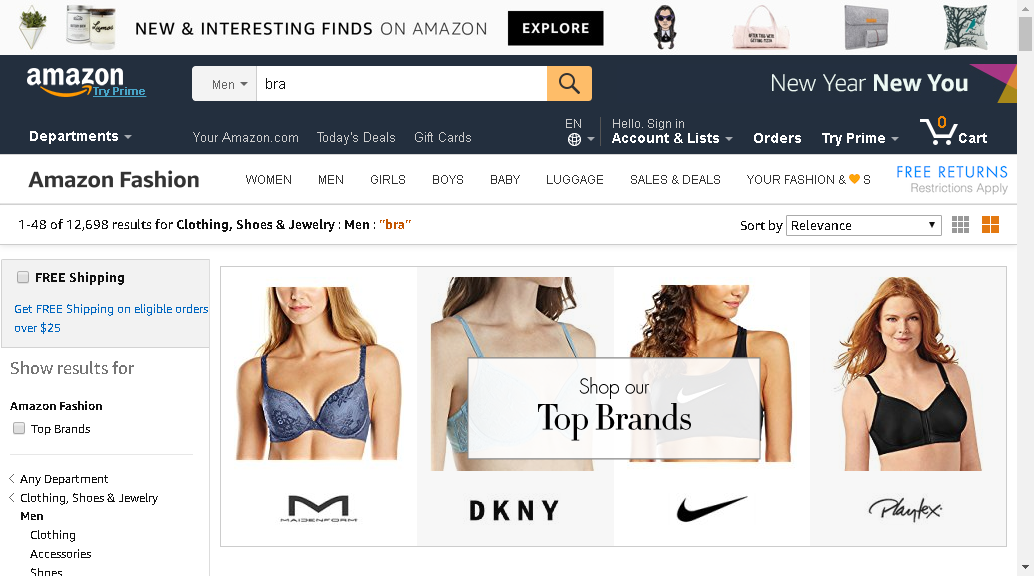 NEW & INTERESTING FINDS ON AMAZON EXPLORE
amazon
Try Prime
Men
bra
New Year New You
Departments
Your Amazon.com Today's Deals Gift Cards
EN
Hello. Sign in
Account & Lists
Orders
Try Prime
0
Cart
Amazon Fashion
WOMEN MEN GIRLS BOYS BABY LUGGAGE SALES & DEALS YOUR FASHION & 🧡 S
FREE RETURNS
Restrictions Apply
1-48 of 12,698 results for Clothing, Shoes & Jewelry : Men : "bra"
Sort by Relevance
FREE Shipping
Get FREE Shipping on eligible orders
over $25
Show results for
Amazon Fashion
Top Brands
Any Department
Clothing, Shoes & Jewelry
Men
Clothing
Accessories
Shoes
Shop our
Top Brands
MAIDENFORM
DKNY
Playtex